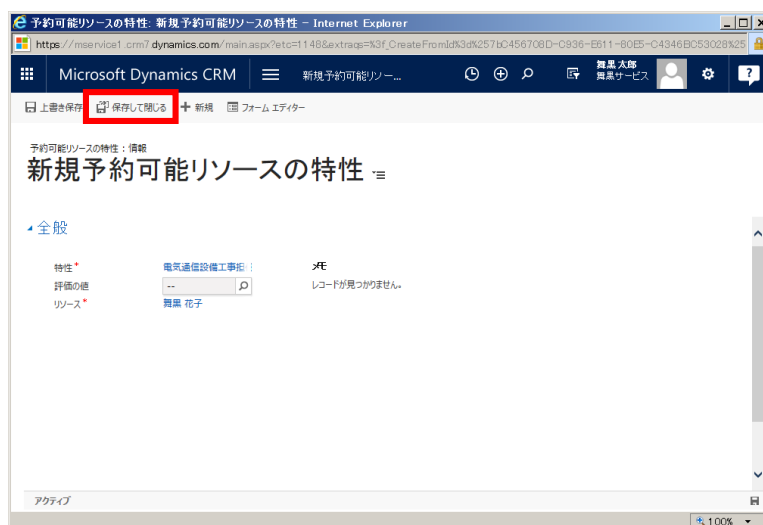 予約可能リソースの特性: 新規予約可能リソースの特性 - Internet Explorer
https://mservice1.crm7.dynamics.com/main.aspx?etc=1148&extraqs=%3f_CreateFromId%3d%257bC456708D-C936-E611-80E5-C4346BC53028%25
Microsoft Dynamics CRM 新規予約可能リソー... 舞黒 太郎
舞黒サービス
?
上書き保存 保存して閉じる 新規 フォーム エディター
予約可能リソースの特性 : 情報
新規予約可能リソースの特性
全般
特性* 電気通信設備工事担 メモ
評価の値 -- レコードが見つかりません。
リソース* 舞黒 花子
アクティブ
100%